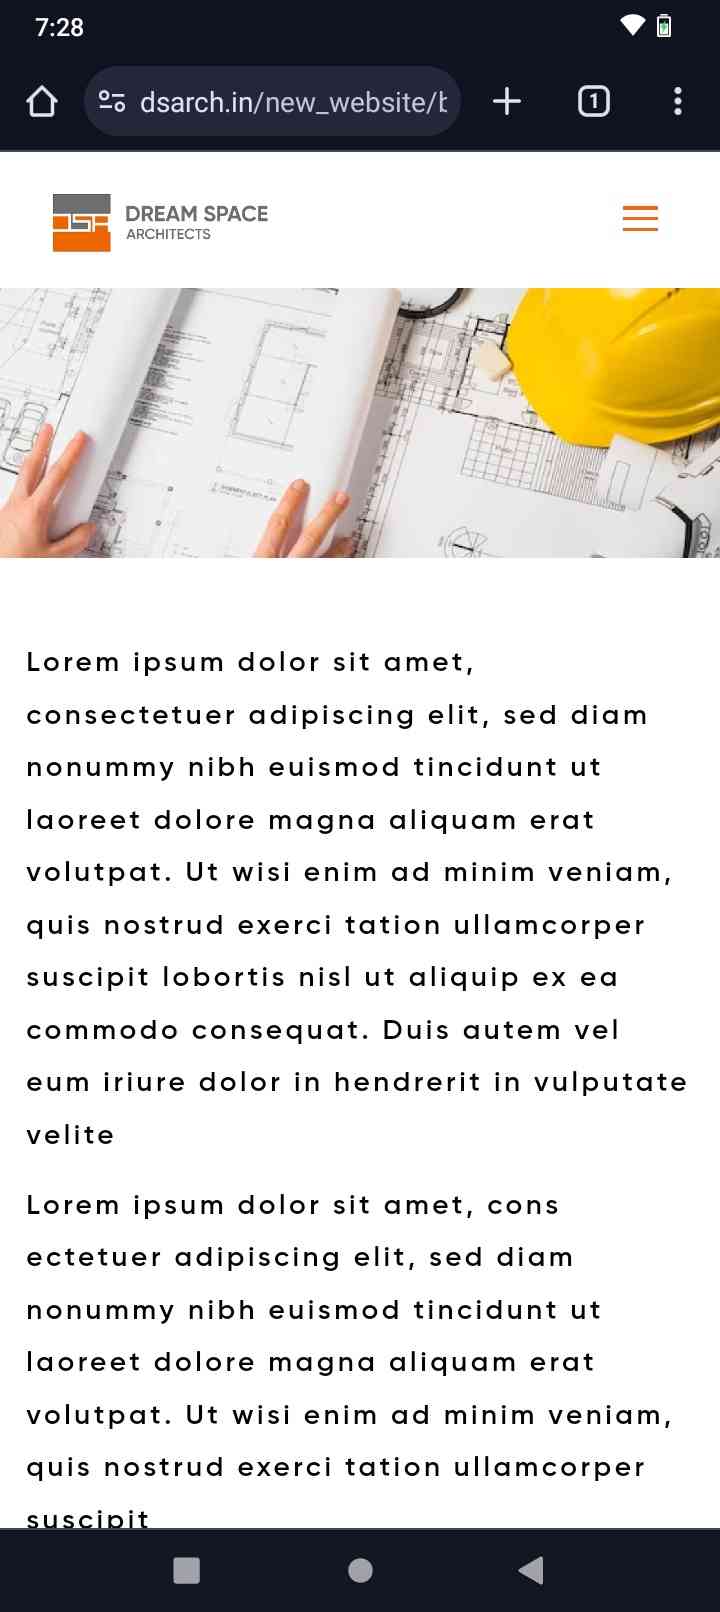 7:28
dsarch.in/new_website/b
1
DSA
DREAM SPACE
ARCHITECTS
Lorem ipsum dolor sit amet,
consectetuer adipiscing elit, sed diam
nonummy nibh euismod tincidunt ut
laoreet dolore magna aliquam erat
volutpat. Ut wisi enim ad minim veniam,
quis nostrud exerci tation ullamcorper
suscipit lobortis nisl ut aliquip ex ea
commodo consequat. Duis autem vel
eum iriure dolor in hendrerit in vulputate
velite
Lorem ipsum dolor sit amet, cons
ectetuer adipiscing elit, sed diam
nonummy nibh euismod tincidunt ut
laoreet dolore magna aliquam erat
volutpat. Ut wisi enim ad minim veniam,
quis nostrud exerci tation ullamcorper
suscipit